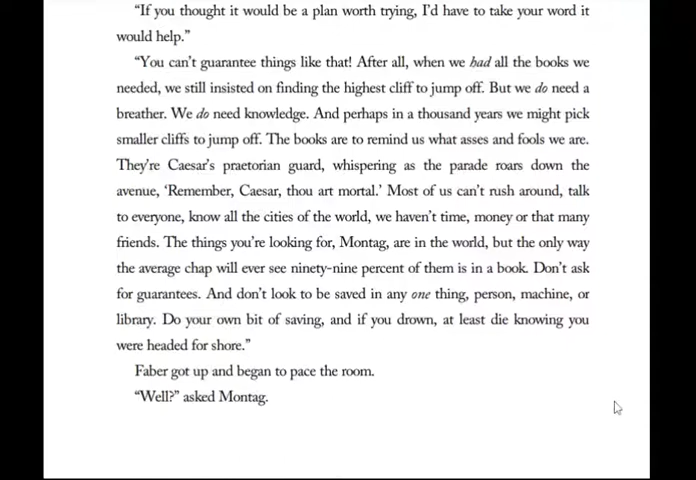 “If you thought it would be a plan worth trying, I’d have to take your word it
would help.”
“You can’t guarantee things like that! After all, when we had all the books we
needed, we still insisted on finding the highest cliff to jump off. But we do need a
breather. We do need knowledge. And perhaps in a thousand years we might pick
smaller cliffs to jump off. The books are to remind us what asses and fools we are.
They’re Caesar’s praetorian guard, whispering as the parade roars down the
avenue, ‘Remember, Caesar, thou art mortal.’ Most of us can’t rush around, talk
to everyone, know all the cities of the world, we haven’t time, money or that many
friends. The things you’re looking for, Montag, are in the world, but the only way
the average chap will ever see ninety-nine percent of them is in a book. Don’t ask
for guarantees. And don’t look to be saved in any one thing, person, machine, or
library. Do your own bit of saving, and if you drown, at least die knowing you
were headed for shore.”
Faber got up and began to pace the room.
“Well?” asked Montag.